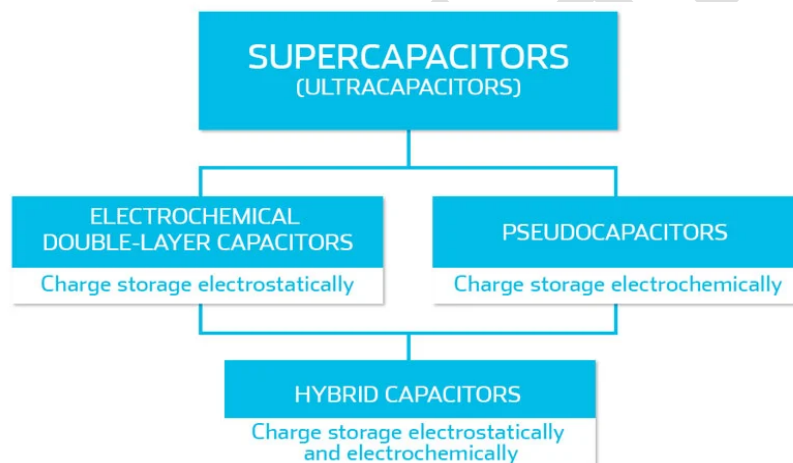 SUPERCAPACITORS
(ULTRACAPACITORS)
ELECTROCHEMICAL
DOUBLE-LAYER CAPACITORS
Charge storage electrostatically
PSEUDOCAPACITORS
Charge storage electrochemically
HYBRID CAPACITORS
Charge storage electrostatically
and electrochemically